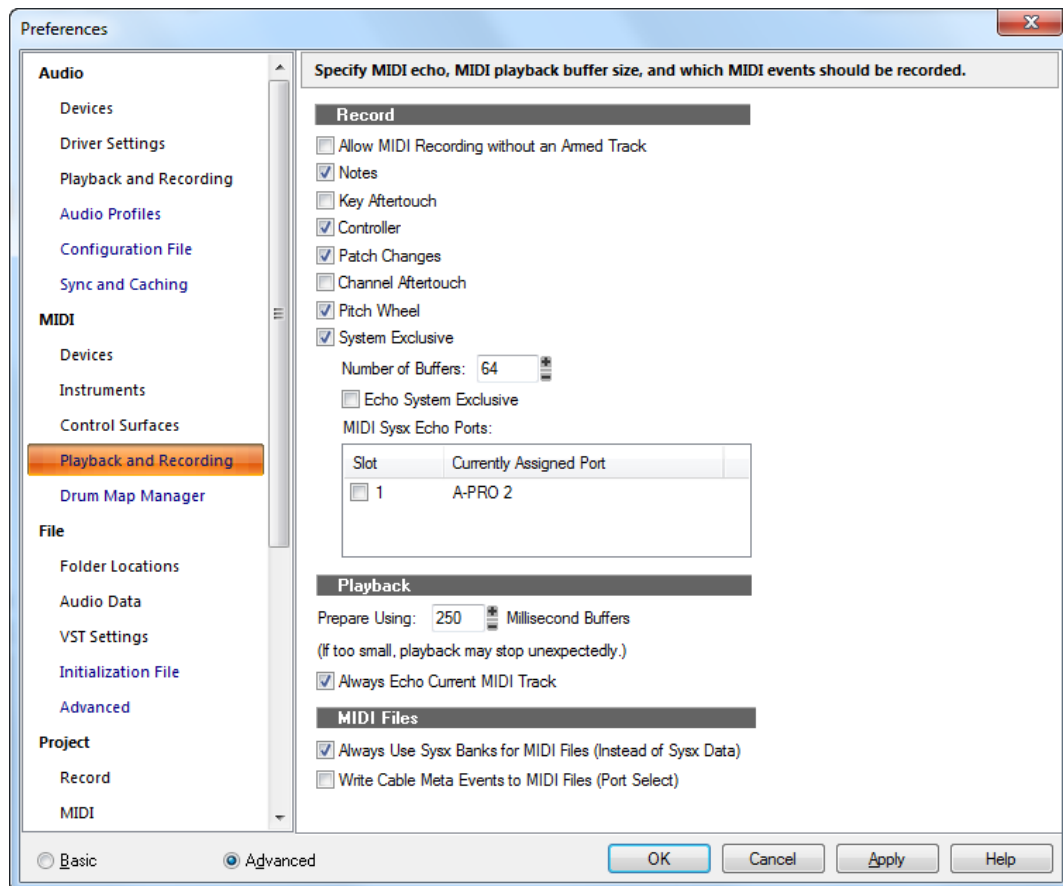 Preferences
Audio
Devices
Driver Settings
Playback and Recording
Audio Profiles
Configuration File
Sync and Caching
MIDI
Devices
Instruments
Control Surfaces
Playback and Recording
Drum Map Manager
File
Folder Locations
Audio Data
VST Settings
Initialization File
Advanced
Project
Record
MIDI
Specify MIDI echo, MIDI playback buffer size, and which MIDI events should be recorded.
Record
Allow MIDI Recording without an Armed Track
Notes
Key Aftertouch
Controller
Patch Changes
Channel Aftertouch
Pitch Wheel
System Exclusive
Number of Buffers: 64
Echo System Exclusive
MIDI Sysx Echo Ports:
Slot Currently Assigned Port
1 A-PRO 2
Playback
Prepare Using: 250 Millisecond Buffers
(If too small, playback may stop unexpectedly.)
Always Echo Current MIDI Track
MIDI Files
Always Use Sysx Banks for MIDI Files (Instead of Sysx Data)
Write Cable Meta Events to MIDI Files (Port Select)
Basic Advanced OK Cancel Apply Help